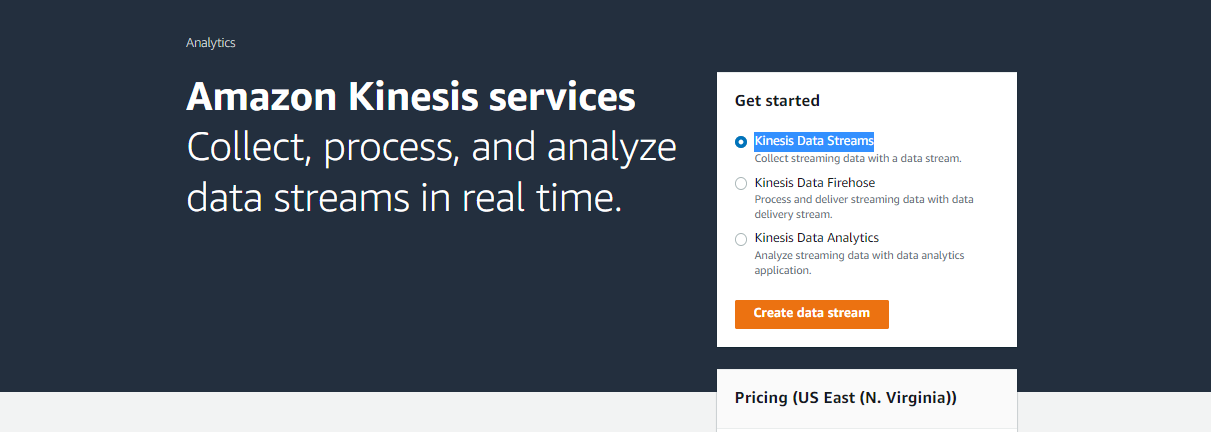 Analytics
Amazon Kinesis services
Collect, process, and analyze
data streams in real time.
Get started
Kinesis Data Streams
Collect streaming data with a data stream.
Kinesis Data Firehose
Process and deliver streaming data with data
delivery stream.
Kinesis Data Analytics
Analyze streaming data with data analytics
application.
Create data stream
Pricing (US East (N. Virginia))